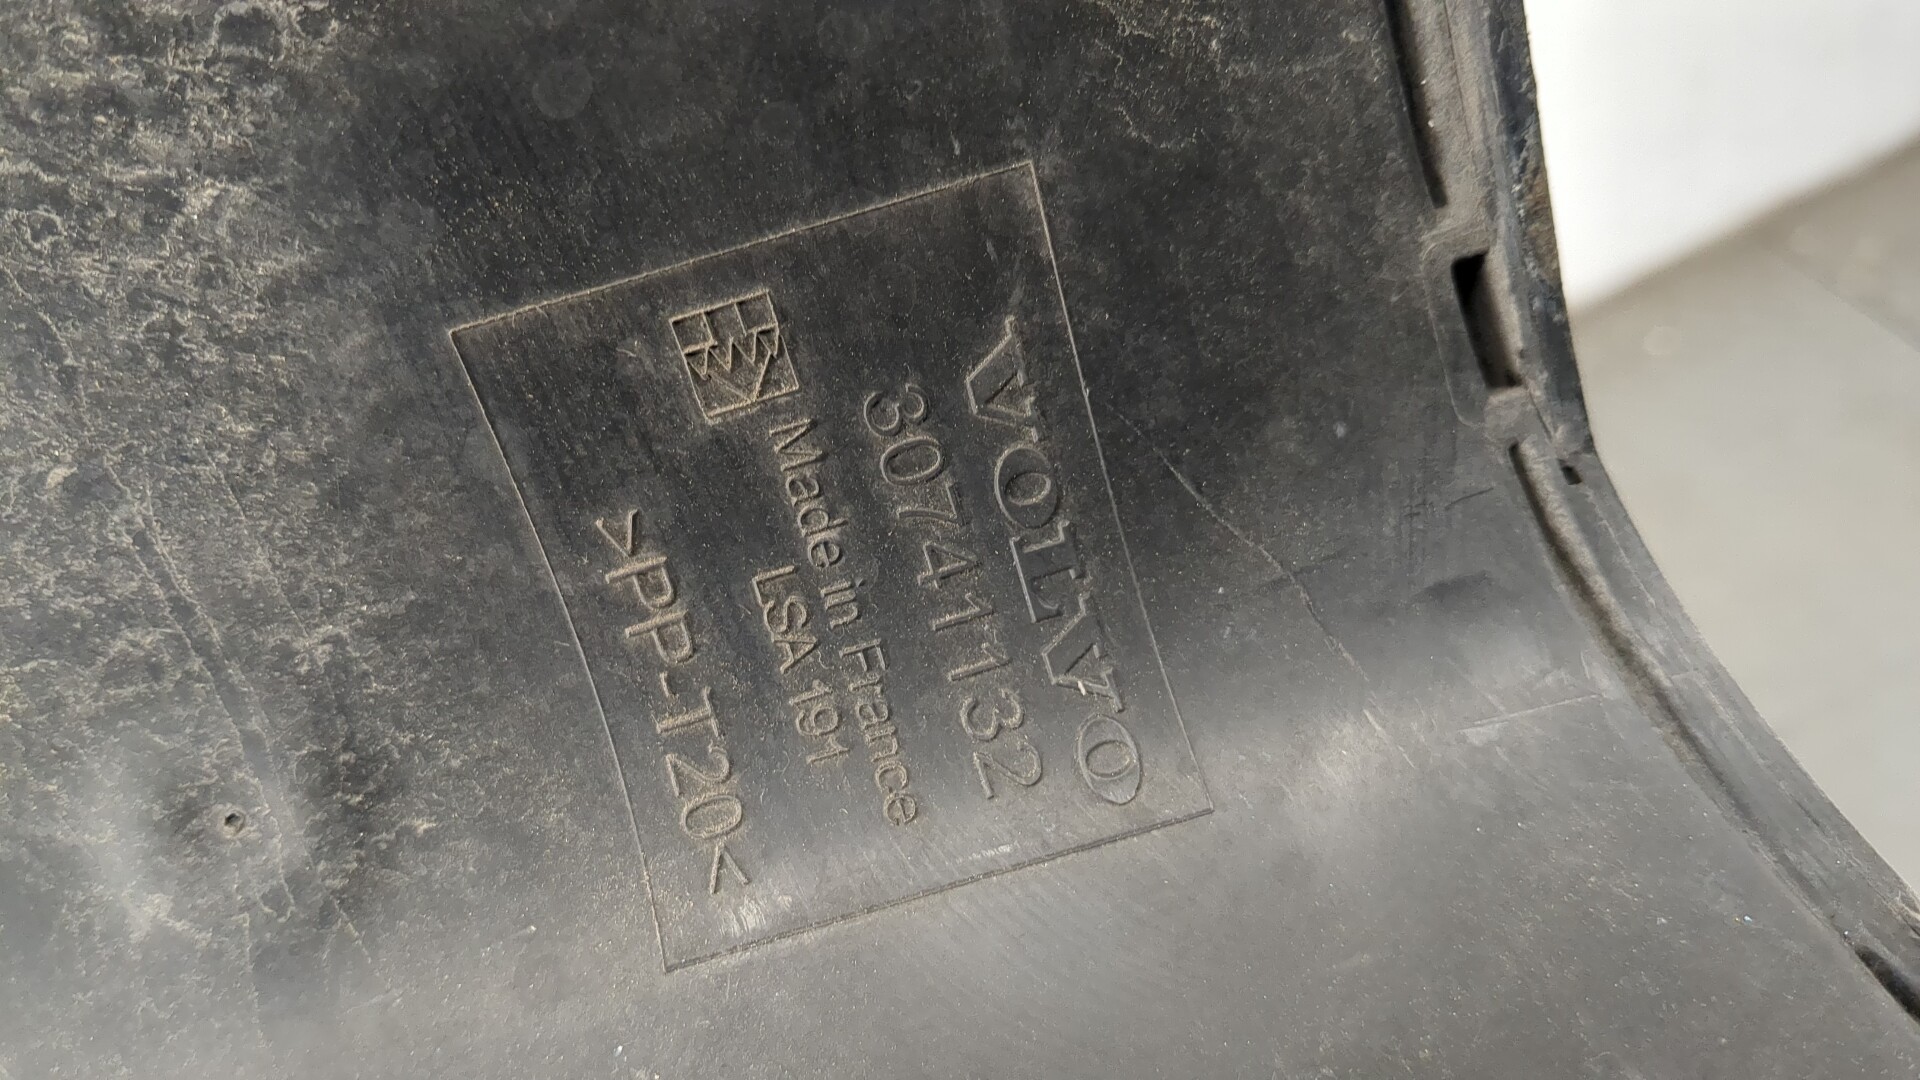 VOLVO
30741132
Made in France
LSA 191
>PP-T20<